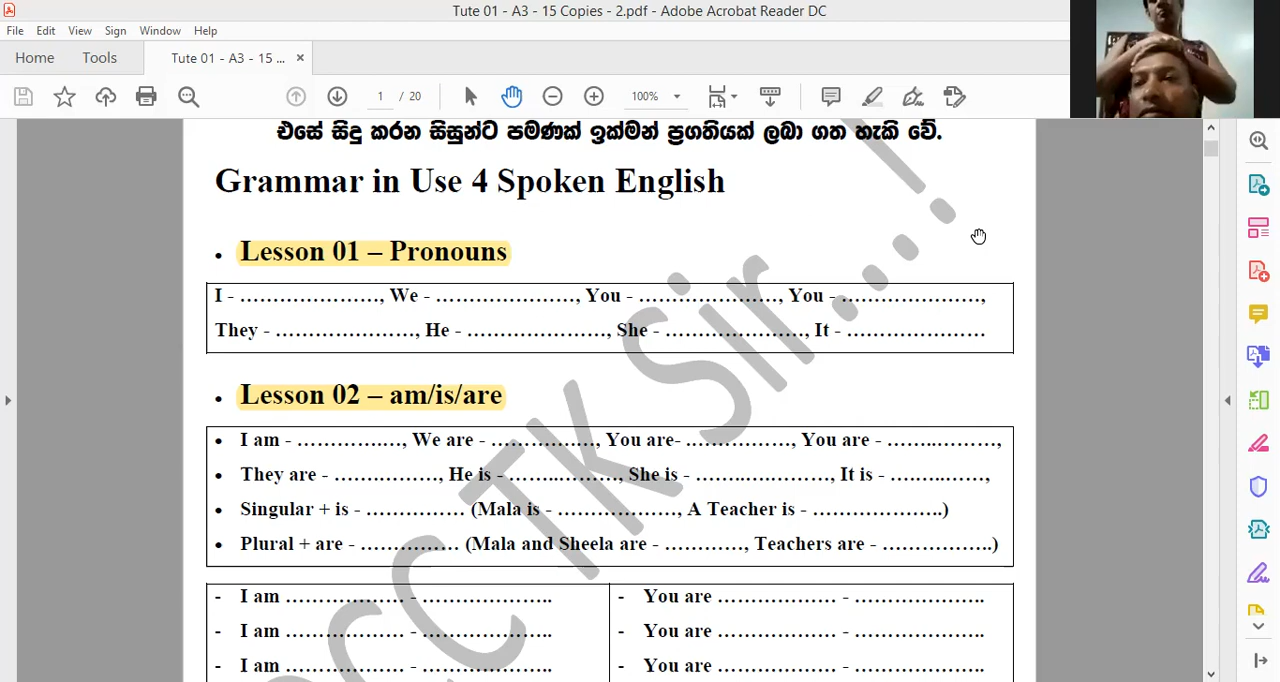 Tute 01 - A3 - 15 Copies - 2.pdf - Adobe Acrobat Reader DC
File Edit View Sign Window Help
Home Tools Tute 01 - A3 - 15 ... ×
1 / 20 100%
එසේ සිදු කරන සිසුන්ට පමණක් ඉක්මන් ප්‍රගතියක් ලබා ගත හැකි වේ.
Grammar in Use 4 Spoken English
• Lesson 01 – Pronouns
I - …………………, We - …………………, You - …………………, You - …………………,
They - …………………, He - …………………, She - …………………, It - …………………
• Lesson 02 – am/is/are
• I am - …………….…, We are - ……………, You are- ……………, You are - ……..………,
• They are - …….………, He is - ……..………, She is - ……..….………, It is - ……..……,
• Singular + is - …………… (Mala is - ………………, A Teacher is - ………………..)
• Plural + are - …………… (Mala and Sheela are - …………, Teachers are - …………….)
- I am ……………… - ………………..
- You are ……………… - ………………..
- I am ……………… - ………………..
- You are ……………… - ………………..
- I am ……………… - ………………..
- You are ……………… - ………………..
CC TK Sir…!